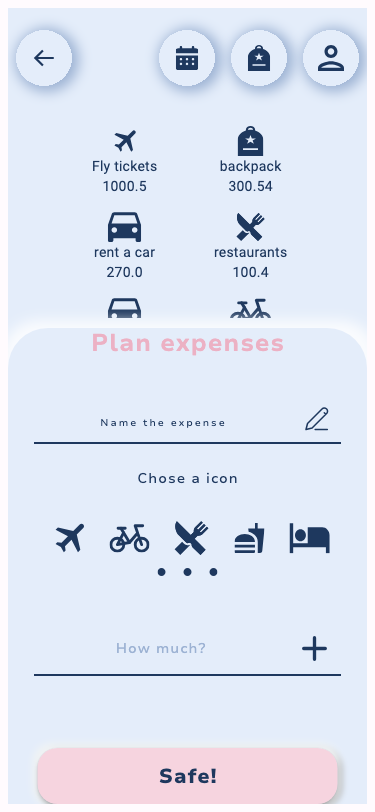 Fly tickets
1000.5
backpack
300.54
rent a car
270.0
restaurants
100.4
Plan expenses
Name the expense
Chose a icon
How much?
Safe!